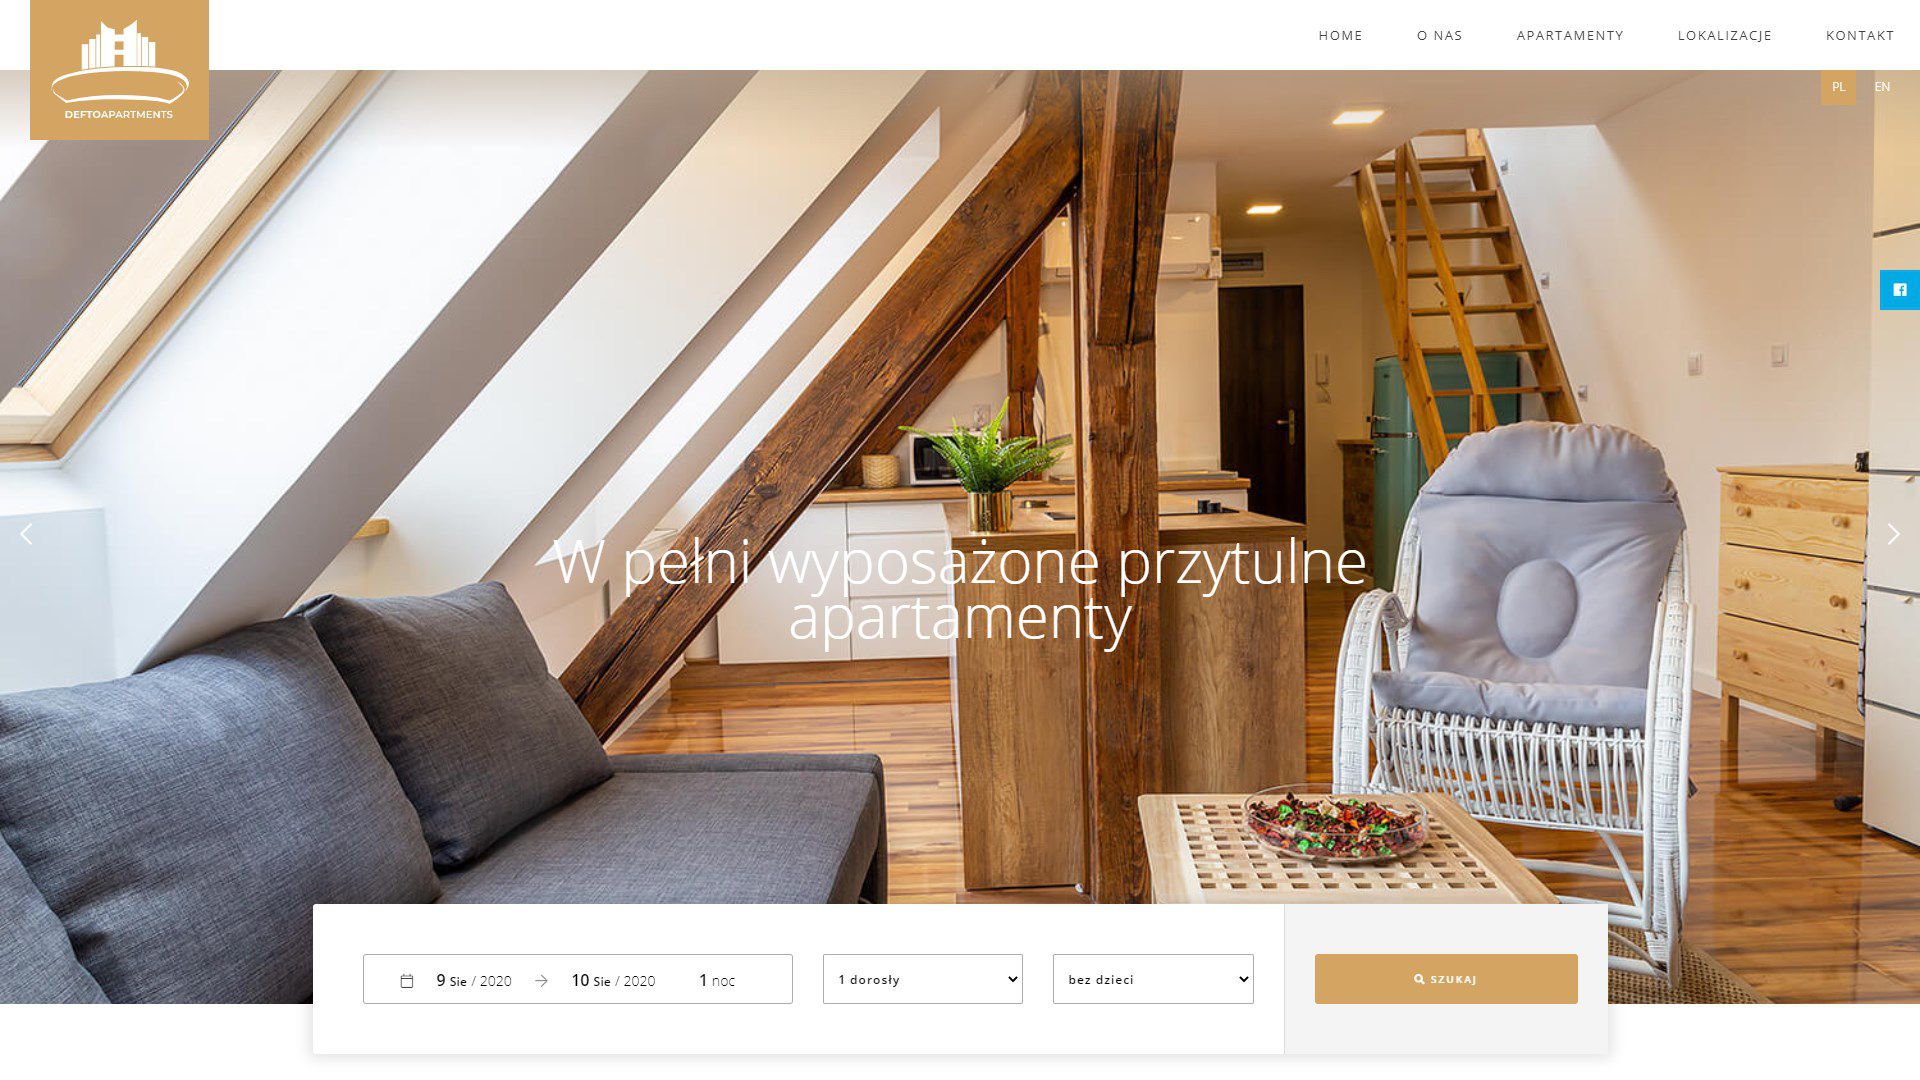 DEFTOAPARTMENTS
HOME O NAS APARTAMENTY LOKALIZACJE KONTAKT
PL EN
W pełni wyposażone przytulne
apartamenty
9 Sie / 2020 10 Sie / 2020 1 noc
1 dorosły
bez dzieci
SZUKAJ